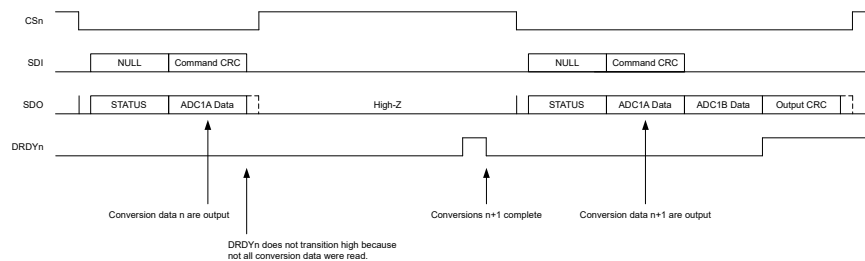 CSn
SDI
NULL
Command CRC
NULL
Command CRC
SDO
STATUS
ADC1A Data
High-Z
STATUS
ADC1A Data
ADC1B Data
Output CRC
DRDYn
Conversion data n are output
Conversions n+1 complete
Conversion data n+1 are output
DRDYn does not transition high because
not all conversion data were read.